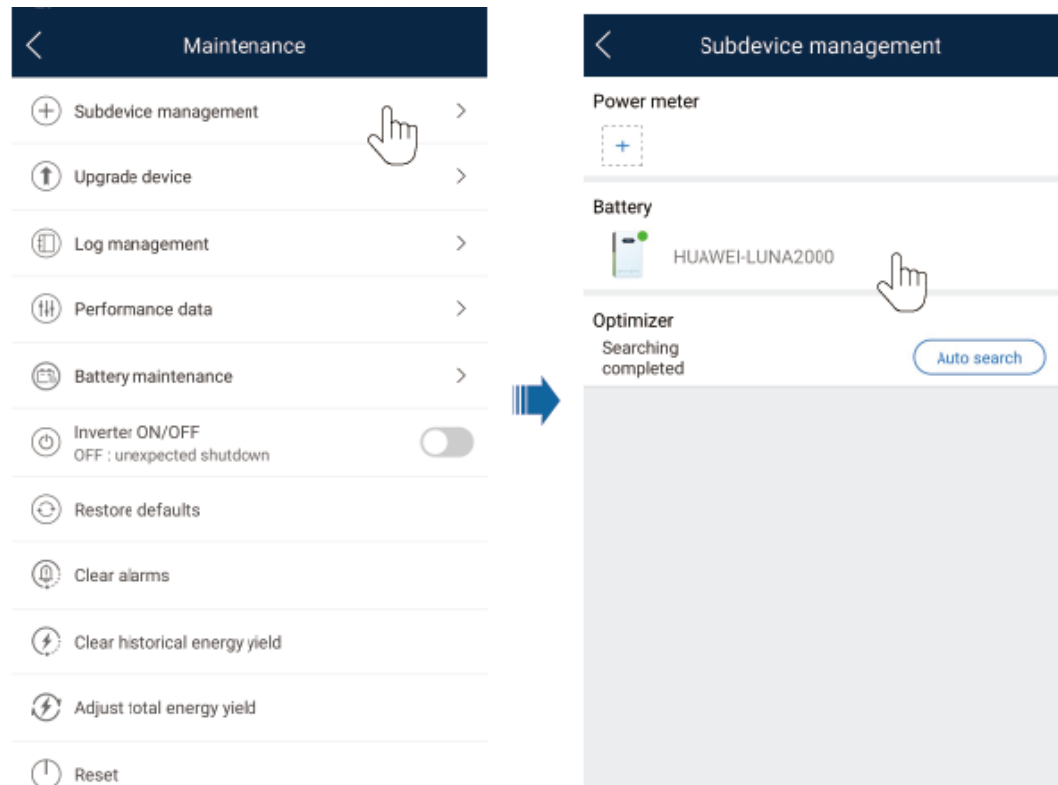 Maintenance
Subdevice management
Upgrade device
Log management
Performance data
Battery maintenance
Inverter ON/OFF
OFF : unexpected shutdown
Restore defaults
Clear alarms
Clear historical energy yield
Adjust total energy yield
Reset
Subdevice management
Power meter
+
Battery
HUAWEI-LUNA2000
Optimizer
Searching
completed
Auto search